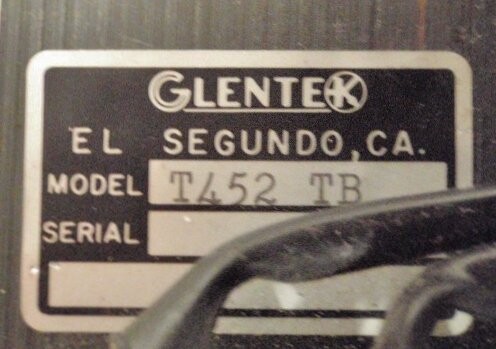 GLENTEK
EL SEGUNDO, CA.
MODEL T452 TB
SERIAL